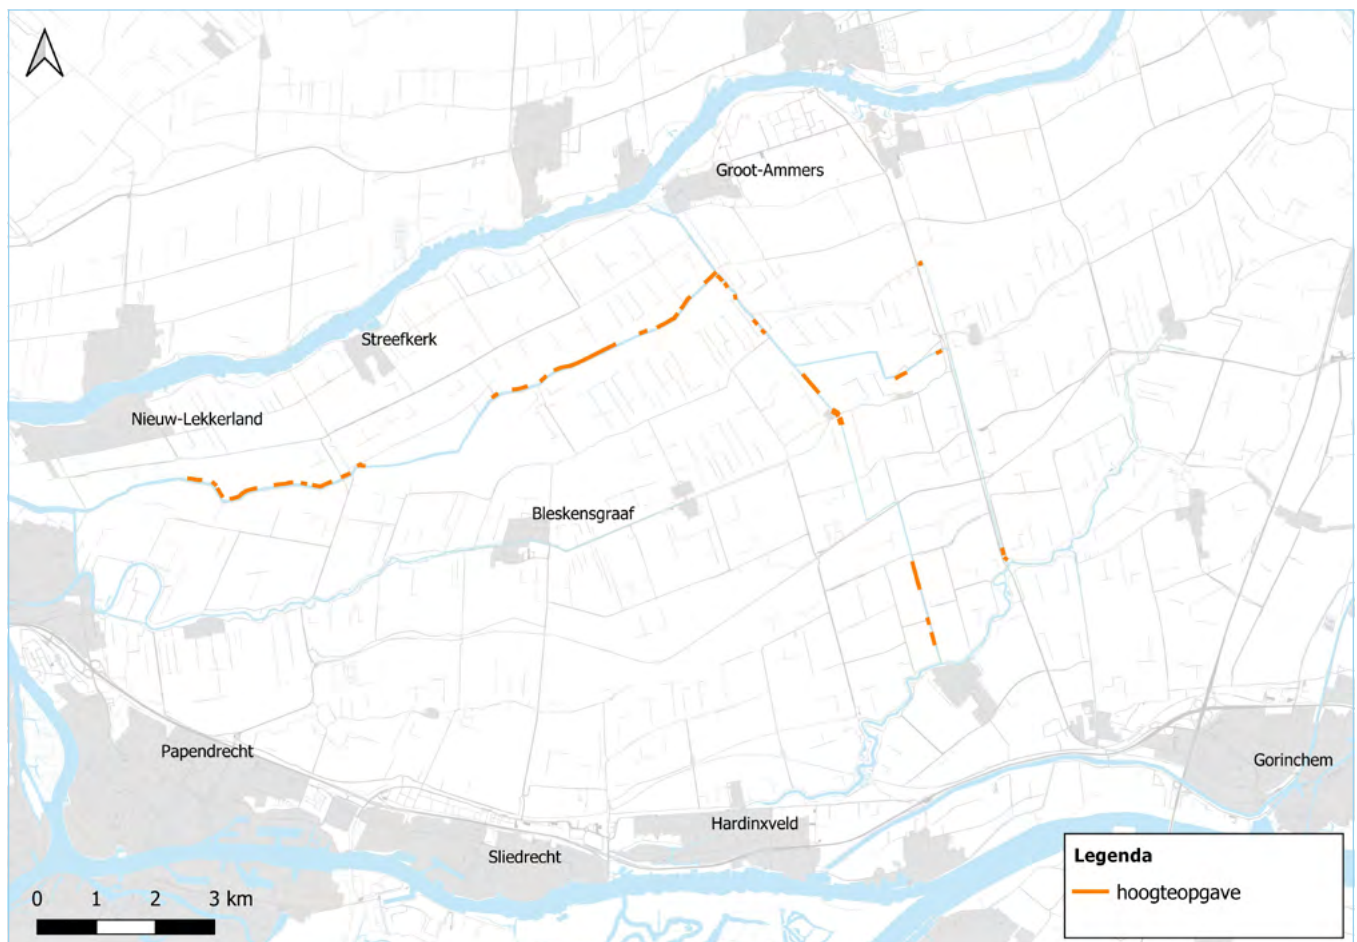 Groot-Ammers
Streefkerk
Nieuw-Lekkerland
Bleskensgraaf
Papendrecht
Gorinchem
Hardinxveld
Sliedrecht
Legenda
hoogteopgave
0 1 2 3 km